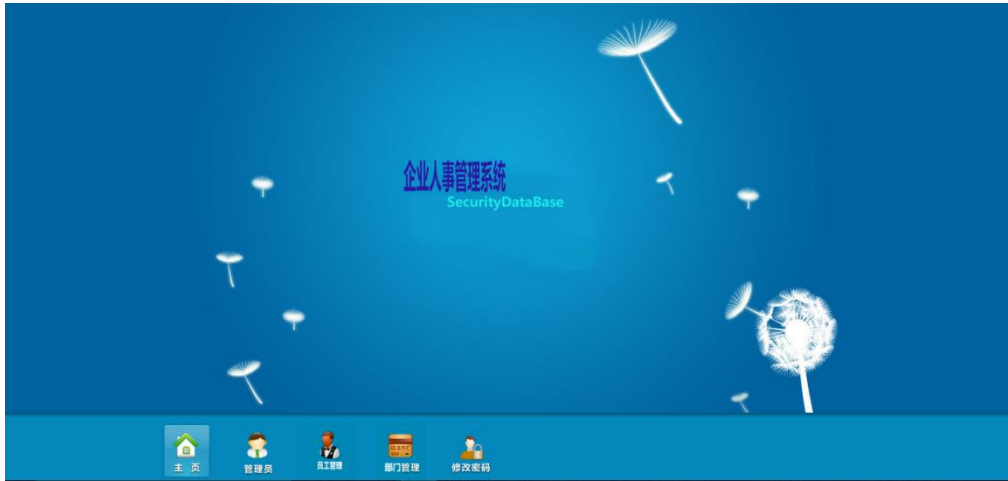 企业人事管理系统
SecurityDataBase
主 页
管理员
员工管理
部门管理
修改密码